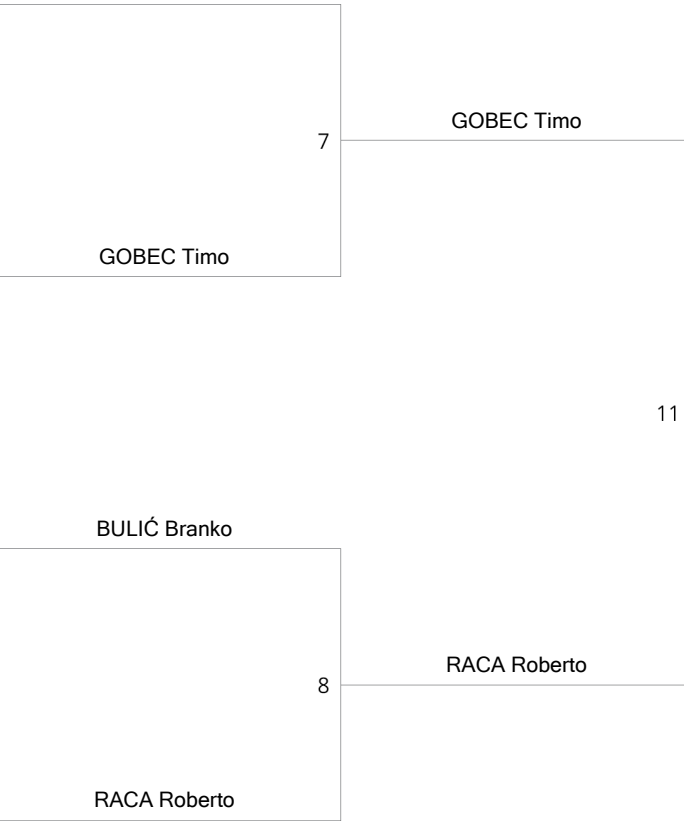 GOBEC Timo
7
GOBEC Timo
11
BULIĆ Branko
RACA Roberto
8
RACA Roberto